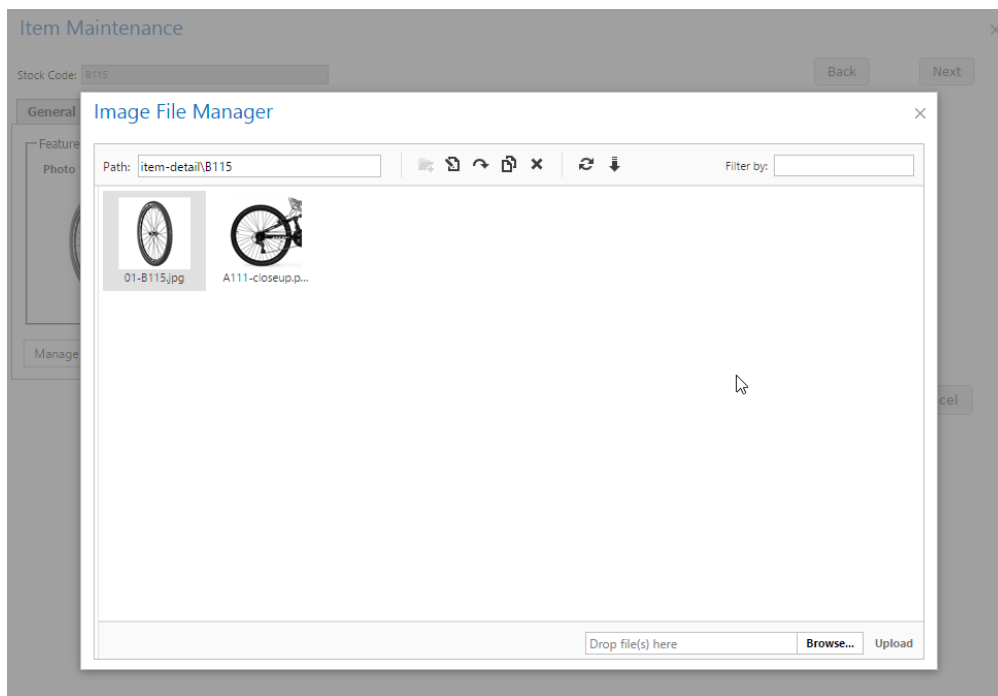 Item Maintenance
Stock Code: B115
Back
Next
General
Image File Manager
Feature
Photo
Path: item-detail\B115
Filter by:
01-B115.jpg
A111-closeup.p...
Manage
cel
Drop file(s) here
Browse...
Upload